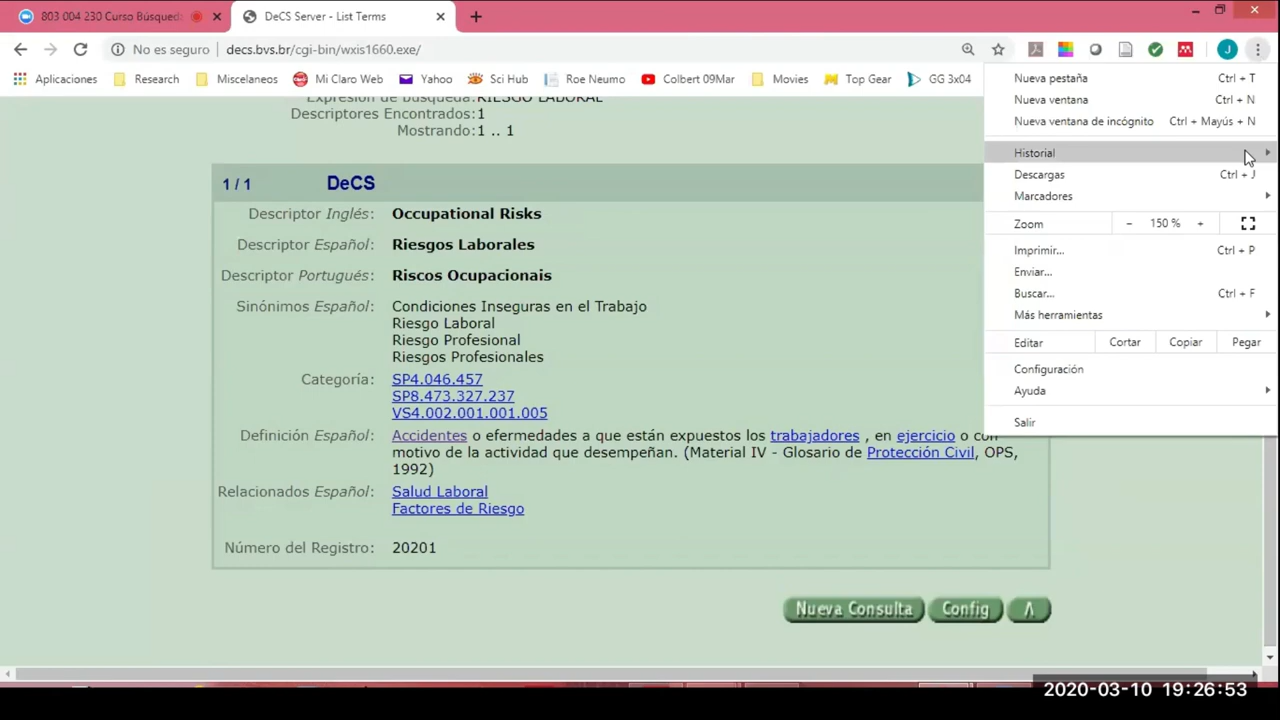 803 004 230 Curso Búsqueda
DeCS Server - List Terms
No es seguro
decs.bvs.br/cgi-bin/wxis1660.exe/
J
Aplicaciones
Research
Miscelaneos
Mi Claro Web
Yahoo
Sci Hub
Roe Neumo
Colbert 09Mar
Movies
Top Gear
GG 3x04
Expresión de búsqueda: RIESGO LABORAL
Descriptores Encontrados: 1
Mostrando: 1 .. 1
1 / 1 DeCS
Descriptor Inglés: Occupational Risks
Descriptor Español: Riesgos Laborales
Descriptor Portugués: Riscos Ocupacionais
Sinónimos Español: Condiciones Inseguras en el Trabajo
Riesgo Laboral
Riesgo Profesional
Riesgos Profesionales
Categoría: SP4.046.457
SP8.473.327.237
VS4.002.001.001.005
Definición Español: Accidentes o efermedades a que están expuestos los trabajadores , en ejercicio o con
motivo de la actividad que desempeñan. (Material IV - Glosario de Protección Civil, OPS,
1992)
Relacionados Español: Salud Laboral
Factores de Riesgo
Número del Registro: 20201
Nueva Consulta Config Λ
Nueva pestaña Ctrl + T
Nueva ventana Ctrl + N
Nueva ventana de incógnito Ctrl + Mayús + N
Historial
Descargas Ctrl + J
Marcadores
Zoom - 150 % +
Imprimir... Ctrl + P
Enviar...
Buscar... Ctrl + F
Más herramientas
Editar Cortar Copiar Pegar
Configuración
Ayuda
Salir
2020-03-10 19:26:53